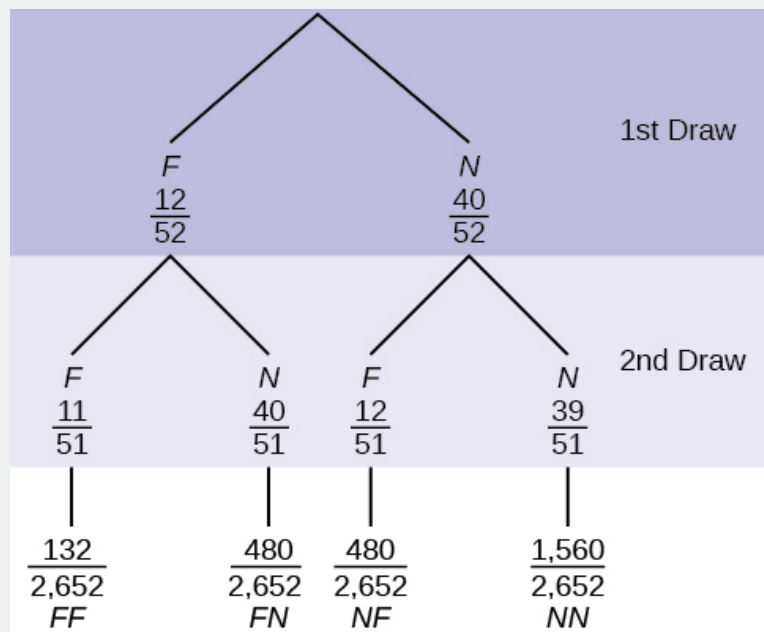 1st Draw
F N
12 40
52 52
2nd Draw
F N F N
11 40 12 39
51 51 51 51
132 480 480 1,560
2,652 2,652 2,652 2,652
FF FN NF NN